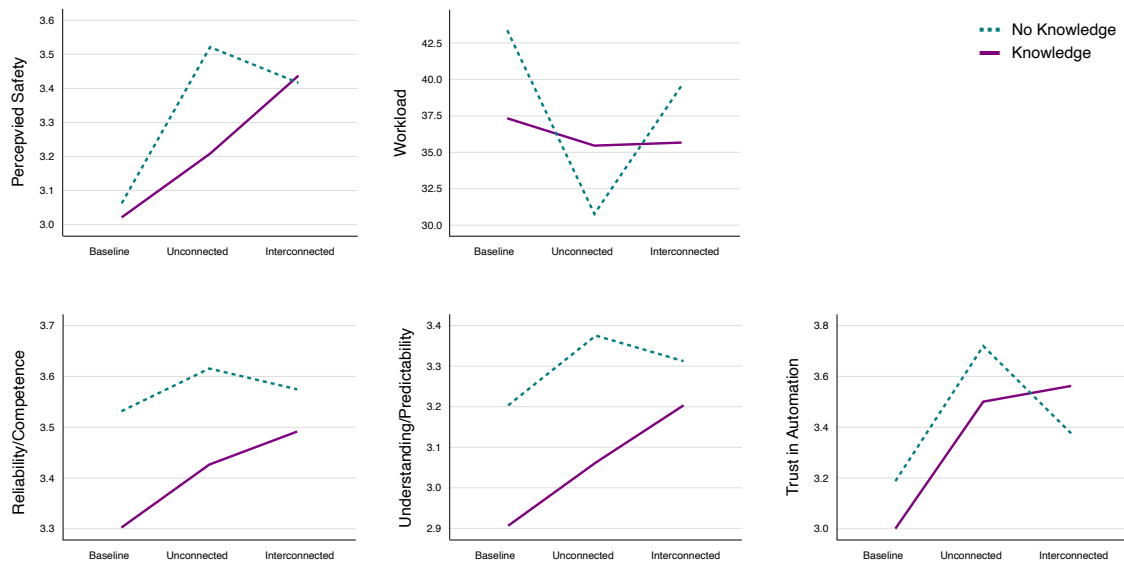 No Knowledge
Knowledge
Percepvied Safety
3.6
3.5
3.4
3.3
3.2
3.1
3.0
Baseline Unconnected Interconnected
Workload
42.5
40.0
37.5
35.0
32.5
30.0
Baseline Unconnected Interconnected
Reliability/Competence
3.7
3.6
3.5
3.4
3.3
Baseline Unconnected Interconnected
Understanding/Predictability
3.4
3.3
3.2
3.1
3.0
2.9
Baseline Unconnected Interconnected
Trust in Automation
3.8
3.6
3.4
3.2
3.0
Baseline Unconnected Interconnected